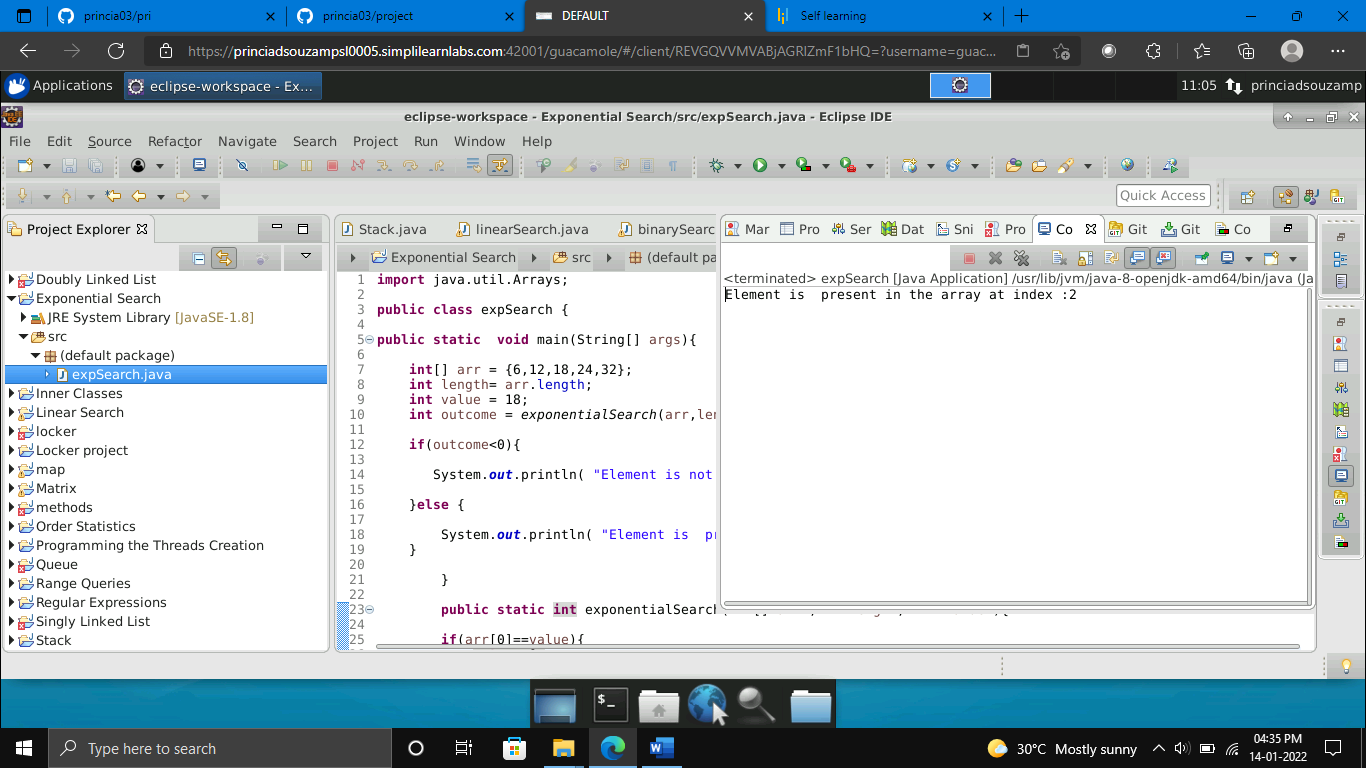 princia03/pri
princia03/project
DEFAULT
Self learning
https://princiadsouzampsl0005.simplilearnlabs.com:42001/guacamole/#/client/REVGQVVMVABjAGRlZmF1bHQ=?username=guac...
Applications
eclipse-workspace - Ex...
11:05
princiadsouzamp
eclipse-workspace - Exponential Search/src/expSearch.java - Eclipse IDE
File Edit Source Refactor Navigate Search Project Run Window Help
Quick Access
Project Explorer
Doubly Linked List
Exponential Search
JRE System Library [JavaSE-1.8]
src
(default package)
expSearch.java
Inner Classes
Linear Search
locker
Locker project
map
Matrix
methods
Order Statistics
Programming the Threads Creation
Queue
Range Queries
Regular Expressions
Singly Linked List
Stack
Stack.java
linearSearch.java
binarySearc
Exponential Search
src
(default pa
1 import java.util.Arrays;
2
3 public class expSearch {
4
5 public static  void main(String[] args){
6
7 int[] arr = {6,12,18,24,32};
8 int length= arr.length;
9 int value = 18;
10 int outcome = exponentialSearch(arr,len
11
12 if(outcome<0){
13
14 System.out.println( "Element is not
15
16 }else {
17
18 System.out.println( "Element is  pr
19 }
20
21 }
22
23 public static int exponentialSearch
24
25 if(arr[0]==value){
Mar
Pro
Ser
Dat
Sni
Pro
Co
Git
Git
Co
<terminated> expSearch [Java Application] /usr/lib/jvm/java-8-openjdk-amd64/bin/java (Ja
Element is  present in the array at index :2
Type here to search
30°C Mostly sunny
04:35 PM
14-01-2022